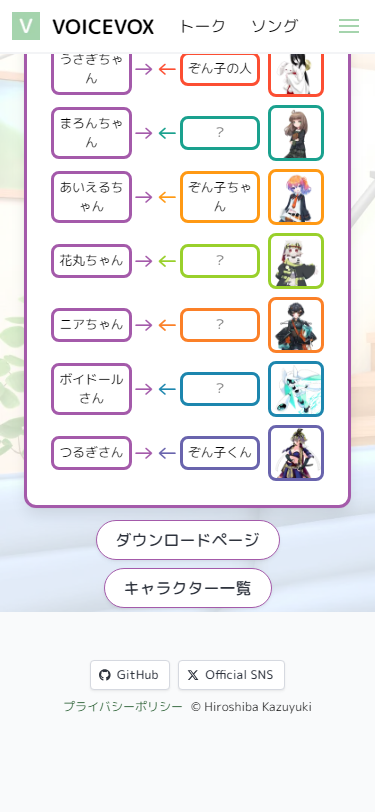 V VOICEVOX トーク ソング
うさぎちゃ
ん
→ ← ぞん子の人
まろんちゃ
ん
→ ← ？
あいえるち
ゃん
→ ← ぞん子ちゃ
ん
花丸ちゃん → ← ？
ニアちゃん → ← ？
ボイドール
さん
→ ← ？
つるぎさん → ← ぞん子くん
ダウンロードページ
キャラクター一覧
GitHub Official SNS
プライバシーポリシー © Hiroshiba Kazuyuki